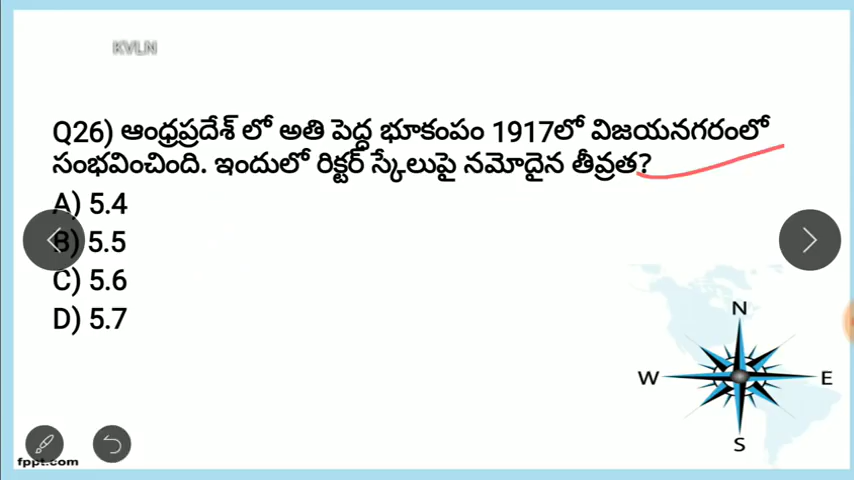 KVLN
Q26) ఆంధ్రప్రదేశ్ లో అతి పెద్ద భూకంపం 1917లో విజయనగరంలో
సంభవించింది. ఇందులో రిక్టర్ స్కేలుపై నమోదైన తీవ్రత?
A) 5.4
B) 5.5
C) 5.6
D) 5.7
N
W
E
S
fppt.com